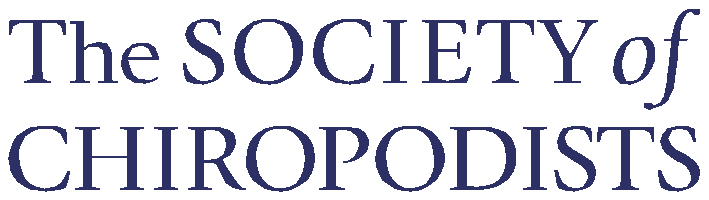 The SOCIETY of
CHIROPODISTS